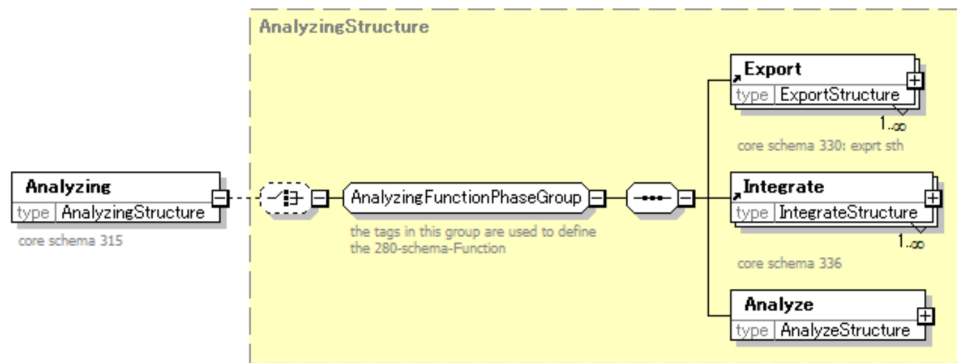 AnalyzingStructure
Export
type ExportStructure
1..∞
core schema 330: exprt sth
Analyzing
type AnalyzingStructure
core schema 315
AnalyzingFunctionPhaseGroup
the tags in this group are used to define
the 280-schema-Function
Integrate
type IntegrateStructure
1..∞
core schema 336
Analyze
type AnalyzeStructure